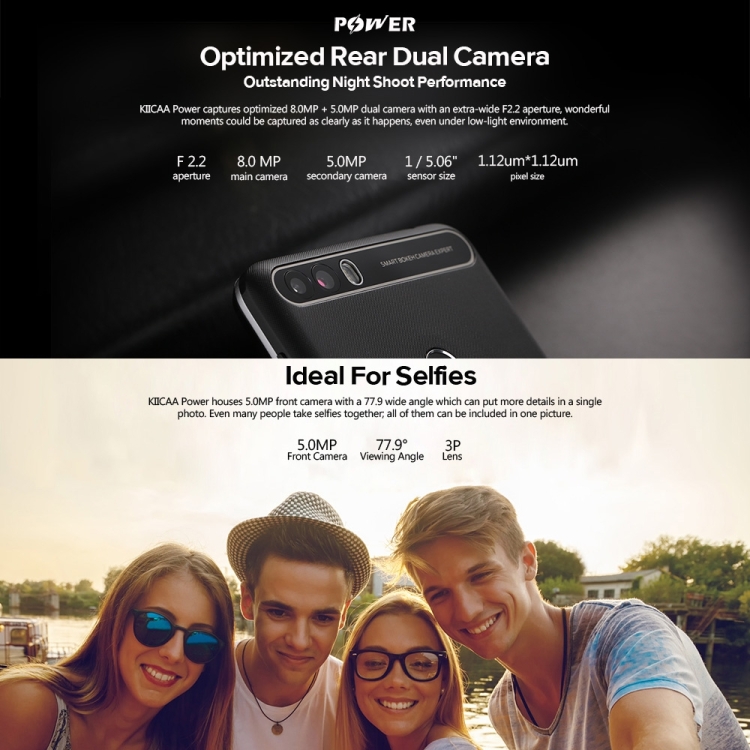 POWER
Optimized Rear Dual Camera
Outstanding Night Shoot Performance
KIICAA Power captures optimized 8.0MP + 5.0MP dual camera with an extra-wide F2.2 aperture, wonderful
moments could be captured as clearly as it happens, even under low-light environment.
F 2.2 8.0 MP 5.0MP 1 / 5.06" 1.12um*1.12um
aperture main camera secondary camera sensor size pixel size
SMART BOKEH CAMERA EXPERT
Ideal For Selfies
KIICAA Power houses 5.0MP front camera with a 77.9 wide angle which can put more details in a single
photo. Even many people take selfies together, all of them can be included in one picture.
5.0MP 77.9° 3P
Front Camera Viewing Angle Lens